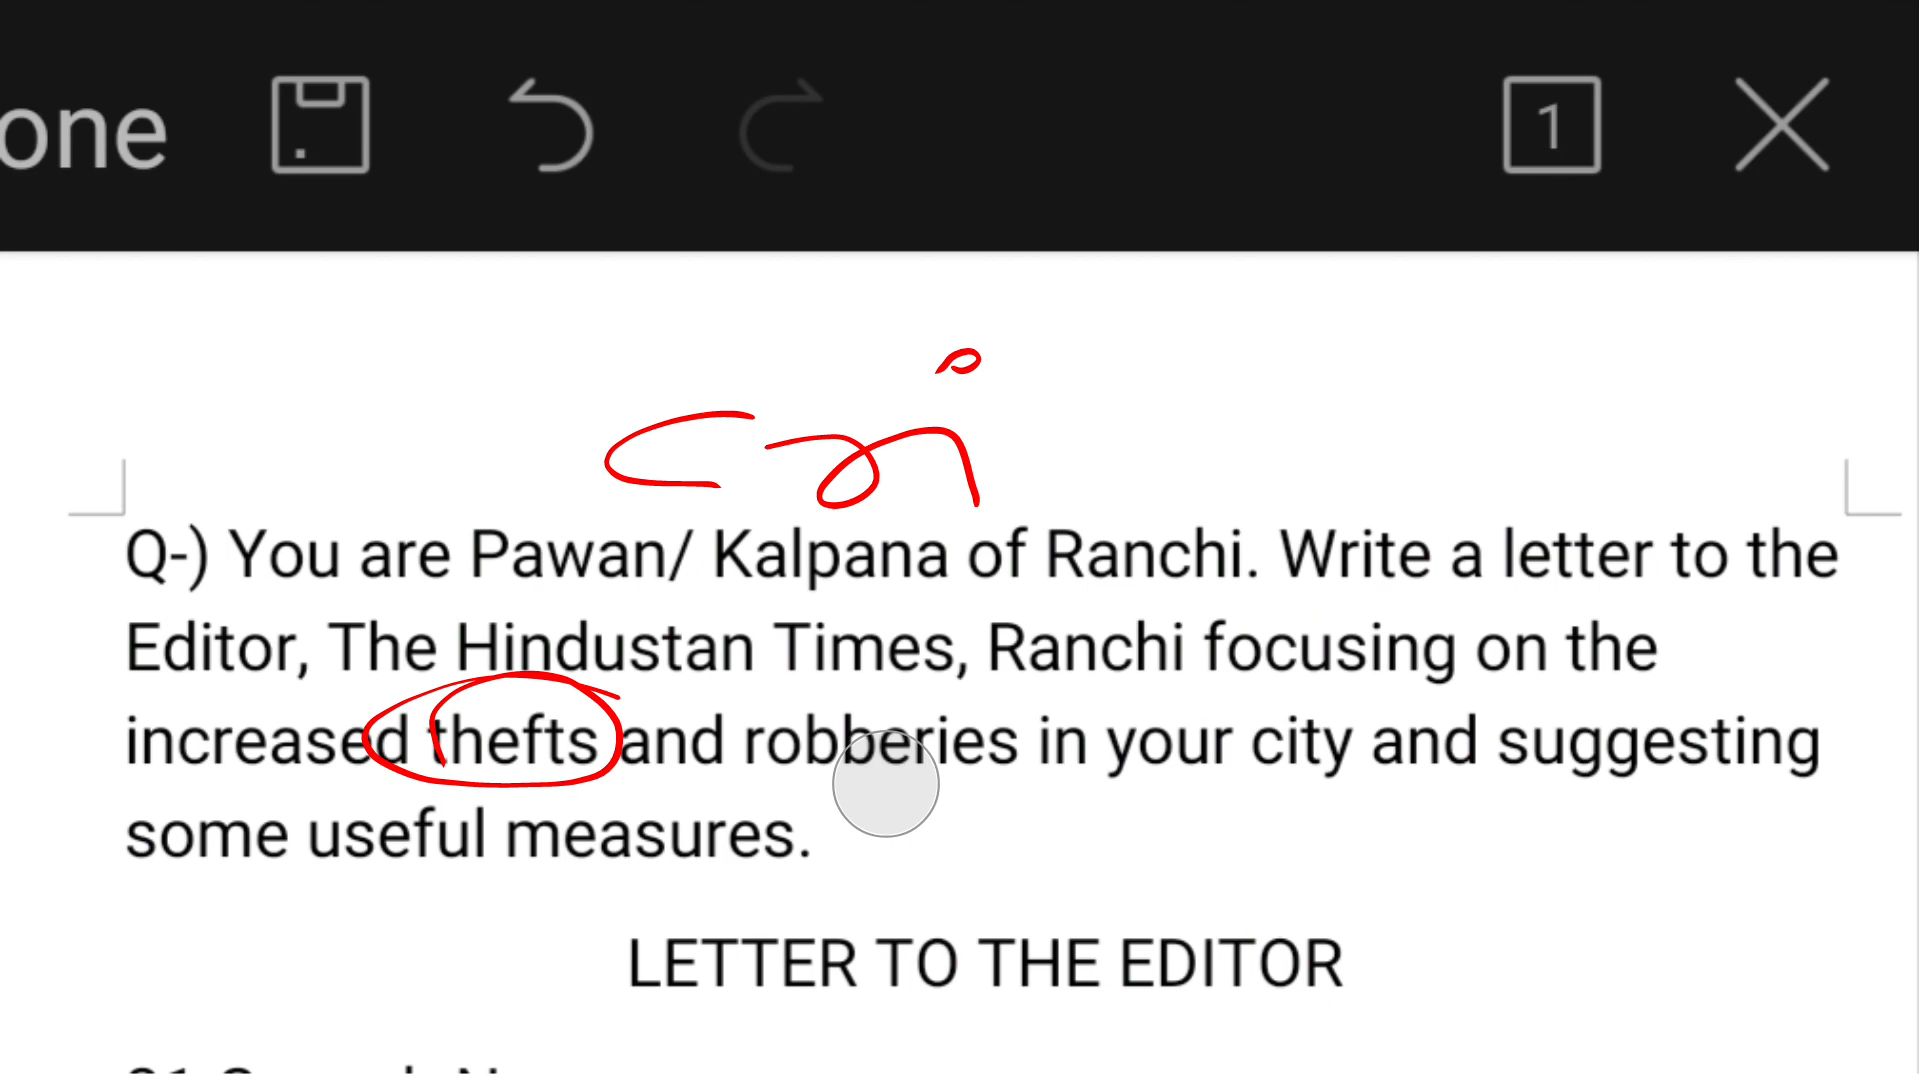 one
1
cri
Q-) You are Pawan/ Kalpana of Ranchi. Write a letter to the
Editor, The Hindustan Times, Ranchi focusing on the
increased thefts and robberies in your city and suggesting
some useful measures.
LETTER TO THE EDITOR